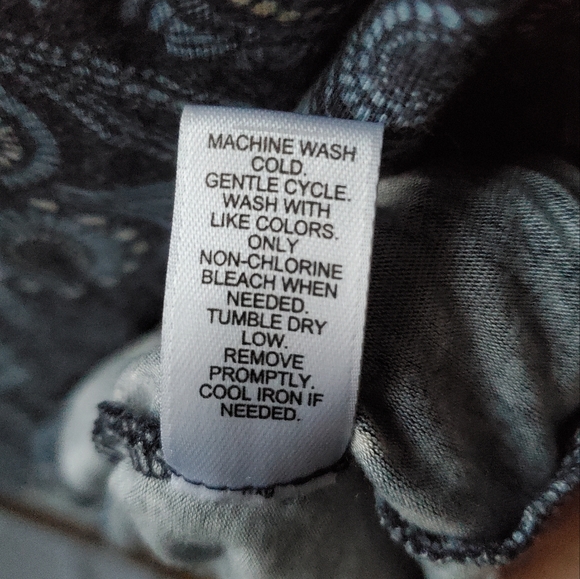 MACHINE WASH
COLD.
GENTLE CYCLE.
WASH WITH
LIKE COLORS.
ONLY
NON-CHLORINE
BLEACH WHEN
NEEDED.
TUMBLE DRY
LOW.
REMOVE
PROMPTLY.
COOL IRON IF
NEEDED.